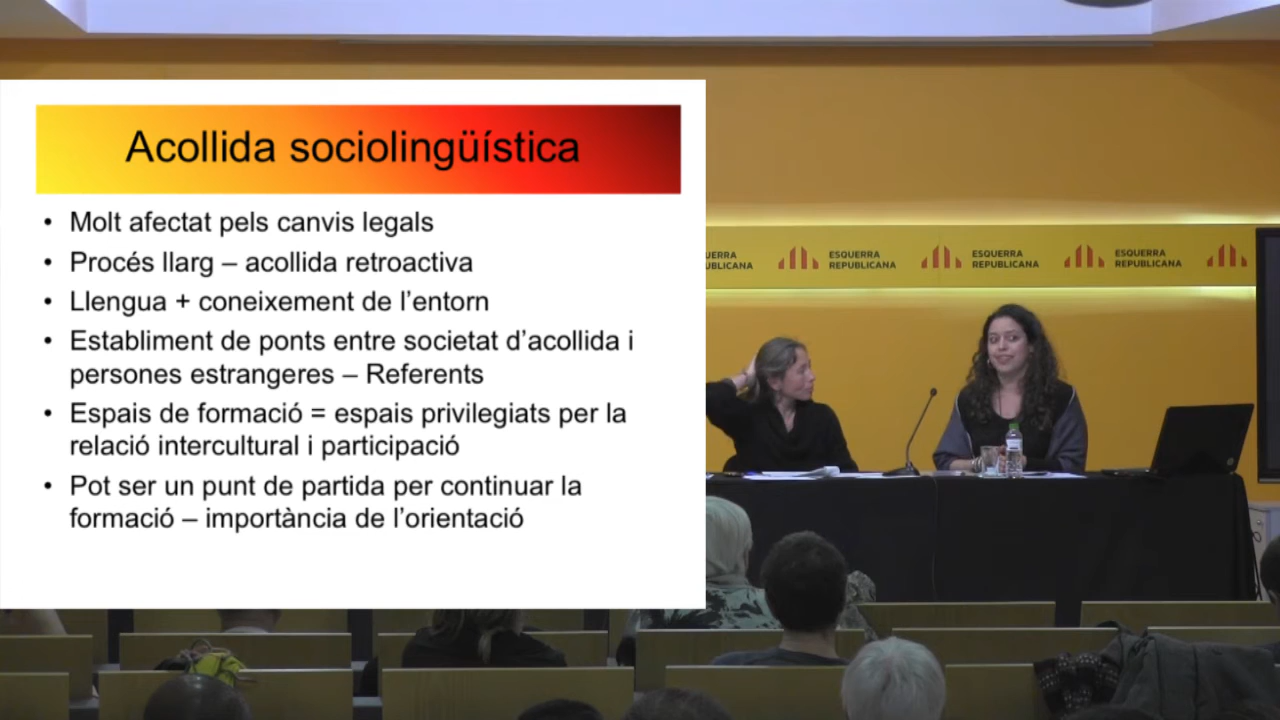 Acollida sociolingüística
• Molt afectat pels canvis legals
• Procés llarg – acollida retroactiva
• Llengua + coneixement de l’entorn
• Establiment de ponts entre societat d’acollida i
persones estrangeres – Referents
• Espais de formació = espais privilegiats per la
relació intercultural i participació
• Pot ser un punt de partida per continuar la
formació – importància de l’orientació
ESQUERRA
REPUBLICANA
ESQUERRA
REPUBLICANA
ESQUERRA
REPUBLICANA